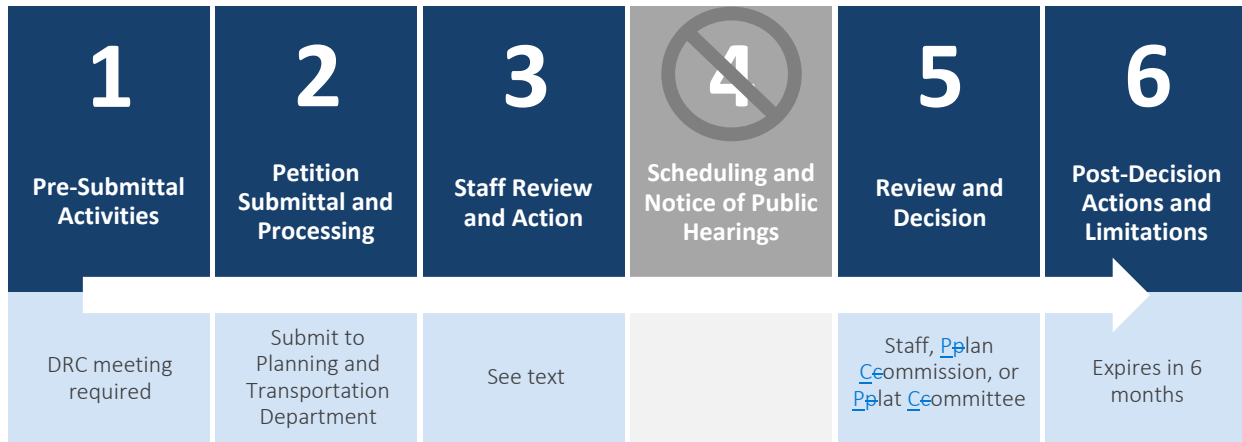 1
Pre-Submittal
Activities
2
Petition
Submittal and
Processing
3
Staff Review
and Action
4
Scheduling and
Notice of Public
Hearings
5
Review and
Decision
6
Post-Decision
Actions and
Limitations
DRC meeting
required
Submit to
Planning and
Transportation
Department
See text
Staff, Pplan
Ccommission, or
Pplat Ccommittee
Expires in 6
months